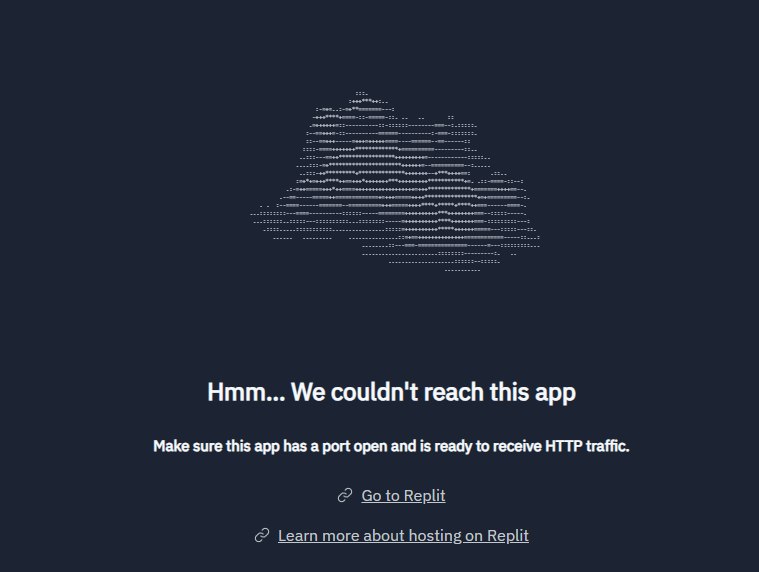 Hmm... We couldn't reach this app
Make sure this app has a port open and is ready to receive HTTP traffic.
Go to Replit
Learn more about hosting on Replit